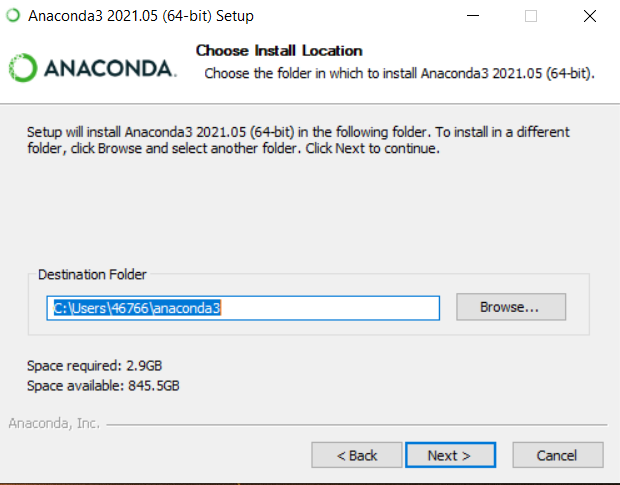 Anaconda3 2021.05 (64-bit) Setup
Choose Install Location
ANACONDA.
Choose the folder in which to install Anaconda3 2021.05 (64-bit).
Setup will install Anaconda3 2021.05 (64-bit) in the following folder. To install in a different
folder, click Browse and select another folder. Click Next to continue.
Destination Folder
C:\Users\46766\anaconda3
Browse...
Space required: 2.9GB
Space available: 845.5GB
Anaconda, Inc.
< Back
Next >
Cancel